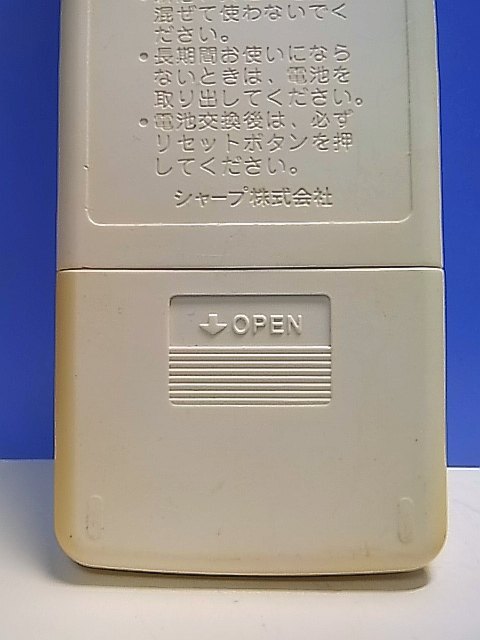 混ぜて使わないでく
ださい。
●長期間お使いになら
ないときは、電池を
取り出してください。
●電池交換後は、必ず
リセットボタンを押
してください。
シャープ株式会社
↓OPEN